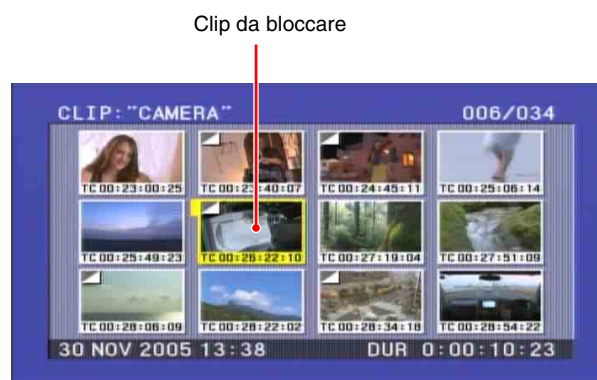 Clip da bloccare
CLIP:"CAMERA" 006/034
TC 00:23:00:25 TC 00:23:40:07 TC 00:24:45:11 TC 00:25:06:14
TC 00:25:49:23 TC 00:26:22:10 TC 00:27:19:04 TC 00:27:51:09
TC 00:28:06:09 TC 00:28:22:02 TC 00:28:34:18 TC 00:28:54:22
30 NOV 2005 13:38 DUR 0:00:10:23